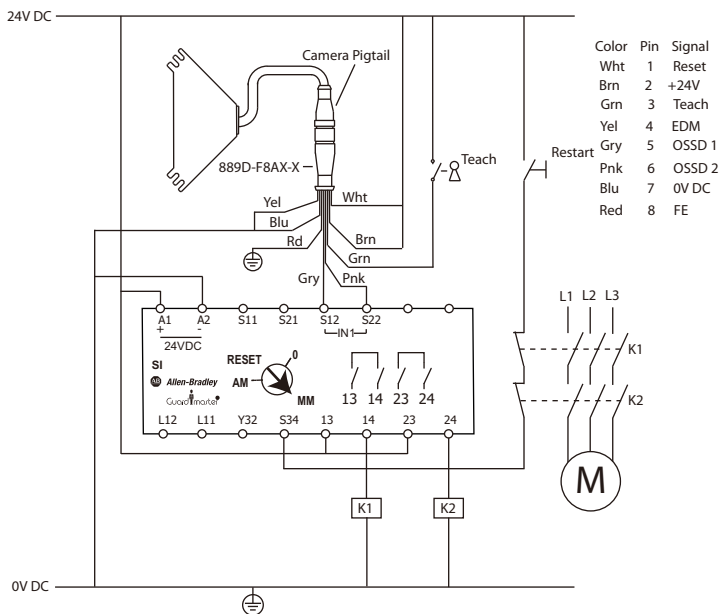 24V DC
Camera Pigtail
Color Pin Signal
Wht 1 Reset
Brn 2 +24V
Grn 3 Teach
Yel 4 EDM
Gry 5 OSSD 1
Pnk 6 OSSD 2
Blu 7 0V DC
Red 8 FE
889D-F8AX-X
Teach
Restart
Yel
Wht
Blu
Rd
Brn
Grn
Gry
Pnk
A1 A2 S11 S21 S12 S22
+ -
IN1
24VDC
SI
RESET
0
AM
MM
AB Allen-Bradley
Guardmaster
13 14 23 24
L12 L11 Y32 S34 13 14 23 24
L1 L2 L3
K1
K2
M
K1
K2
0V DC